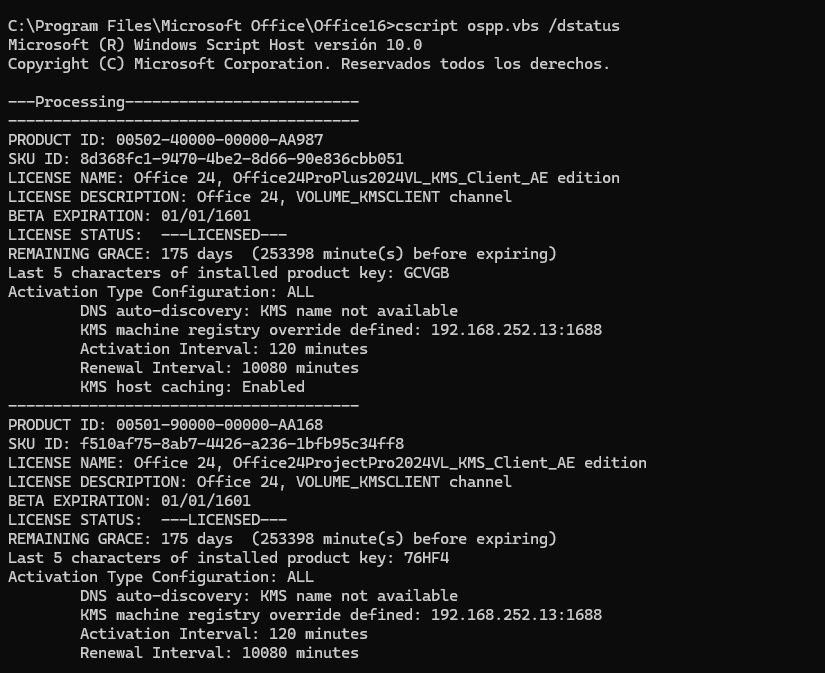 C:\Program Files\Microsoft Office\Office16>cscript ospp.vbs /dstatus
Microsoft (R) Windows Script Host versión 10.0
Copyright (C) Microsoft Corporation. Reservados todos los derechos.
---Processing--------------------------
---------------------------------------
PRODUCT ID: 00502-40000-00000-AA987
SKU ID: 8d368fc1-9470-4be2-8d66-90e836cbb051
LICENSE NAME: Office 24, Office24ProPlus2024VL_KMS_Client_AE edition
LICENSE DESCRIPTION: Office 24, VOLUME_KMSCLIENT channel
BETA EXPIRATION: 01/01/1601
LICENSE STATUS:  ---LICENSED---
REMAINING GRACE: 175 days  (253398 minute(s) before expiring)
Last 5 characters of installed product key: GCVGB
Activation Type Configuration: ALL
        DNS auto-discovery: KMS name not available
        KMS machine registry override defined: 192.168.252.13:1688
        Activation Interval: 120 minutes
        Renewal Interval: 10080 minutes
        KMS host caching: Enabled
---------------------------------------
PRODUCT ID: 00501-90000-00000-AA168
SKU ID: f510af75-8ab7-4426-a236-1bfb95c34ff8
LICENSE NAME: Office 24, Office24ProjectPro2024VL_KMS_Client_AE edition
LICENSE DESCRIPTION: Office 24, VOLUME_KMSCLIENT channel
BETA EXPIRATION: 01/01/1601
LICENSE STATUS:  ---LICENSED---
REMAINING GRACE: 175 days  (253398 minute(s) before expiring)
Last 5 characters of installed product key: 76HF4
Activation Type Configuration: ALL
        DNS auto-discovery: KMS name not available
        KMS machine registry override defined: 192.168.252.13:1688
        Activation Interval: 120 minutes
        Renewal Interval: 10080 minutes